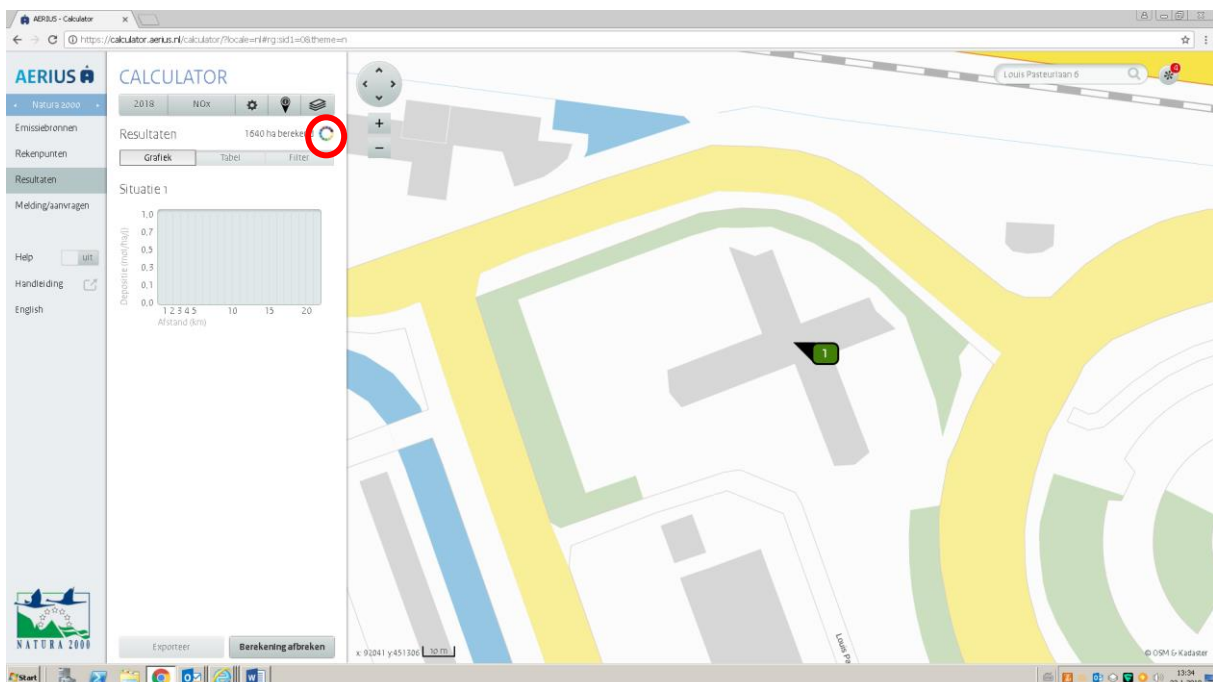 AERIUS - Calculator
https://calculator.aerius.nl/calculator/?locale=nl#rg:sid1=0&theme=n
AERIUS
CALCULATOR
Louis Pasteurlaan 6
4
Natura 2000
2018 NOx
Emissiebronnen
Resultaten 1640 ha
Rekenpunten
Grafiek Tabel Filter
Resultaten
Situatie 1
Melding/aanvragen
1,0
0,7
0,5
0,3
0,1
0,0
Depositie (mol/ha/j)
1 2 3 4 5 10 15 20
Afstand (km)
Help uit
Handleiding
English
+
−
1
NATURA 2000
Exporteer Berekening afbreken
x: 92041 y:451306 10 m
Louis
© OSM & Kadaster
Start
13:34